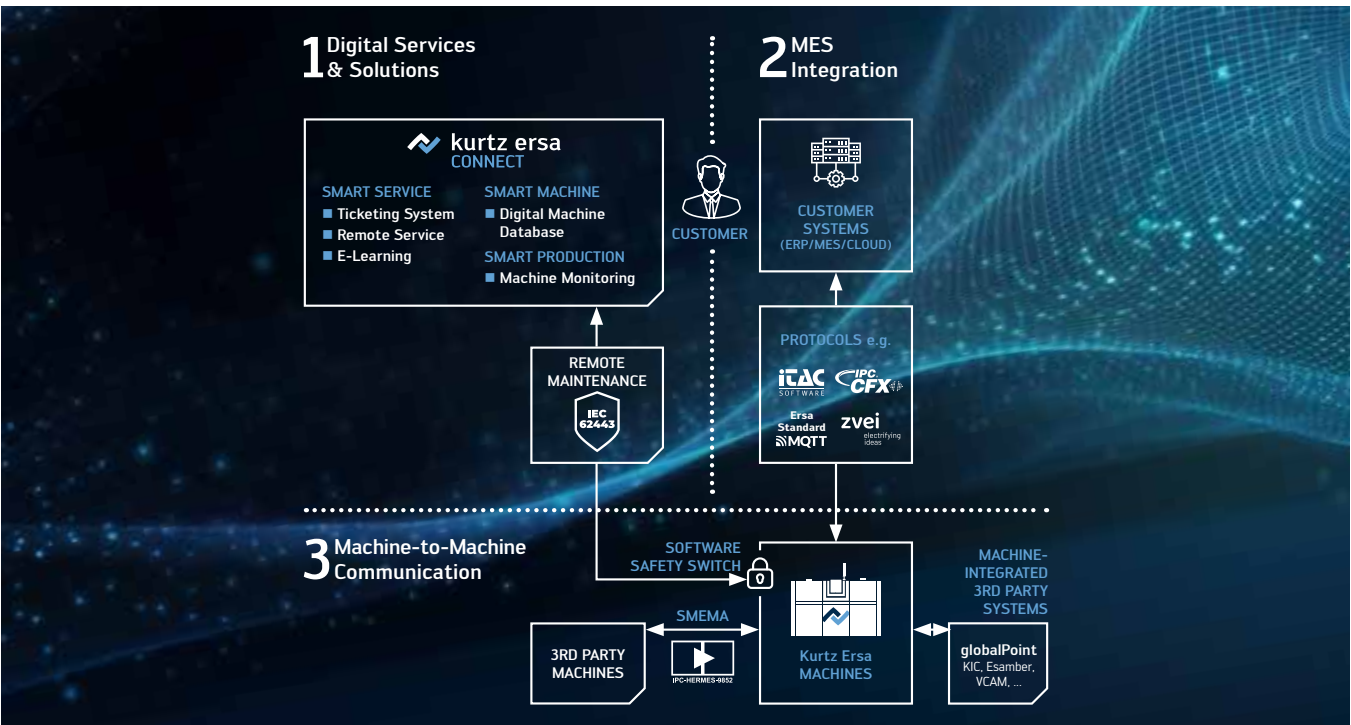 1 Digital Services
& Solutions
kurtz ersa
CONNECT
SMART SERVICE
Ticketing System
Remote Service
E-Learning
SMART MACHINE
Digital Machine
Database
SMART PRODUCTION
Machine Monitoring
REMOTE
MAINTENANCE
IEC
62443
CUSTOMER
2 MES
Integration
CUSTOMER
SYSTEMS
(ERP/MES/CLOUD)
PROTOCOLS e.g.
iTAC
SOFTWARE
IPC
CFX
Ersa
Standard
MQTT
zvei
electrifying
ideas
3 Machine-to-Machine
Communication
SOFTWARE
SAFETY SWITCH
SMEMA
IPC-HERMES-9852
3RD PARTY
MACHINES
Kurtz Ersa
MACHINES
MACHINE-
INTEGRATED
3RD PARTY
SYSTEMS
globalPoint
KIC, Esamber,
VCAM, ...